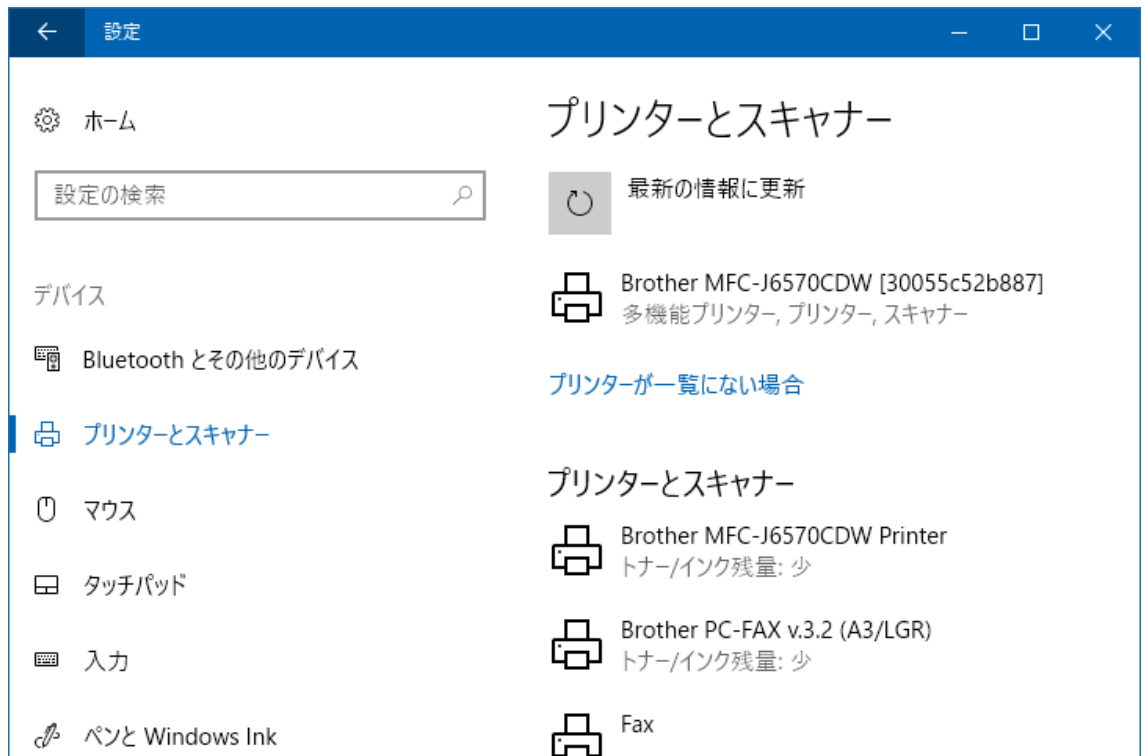 設定
ホーム
設定の検索
デバイス
Bluetooth とその他のデバイス
プリンターとスキャナー
マウス
タッチパッド
入力
ペンと Windows Ink
プリンターとスキャナー
最新の情報に更新
Brother MFC-J6570CDW [30055c52b887]
多機能プリンター, プリンター, スキャナー
プリンターが一覧にない場合
プリンターとスキャナー
Brother MFC-J6570CDW Printer
トナー/インク残量: 少
Brother PC-FAX v.3.2 (A3/LGR)
トナー/インク残量: 少
Fax